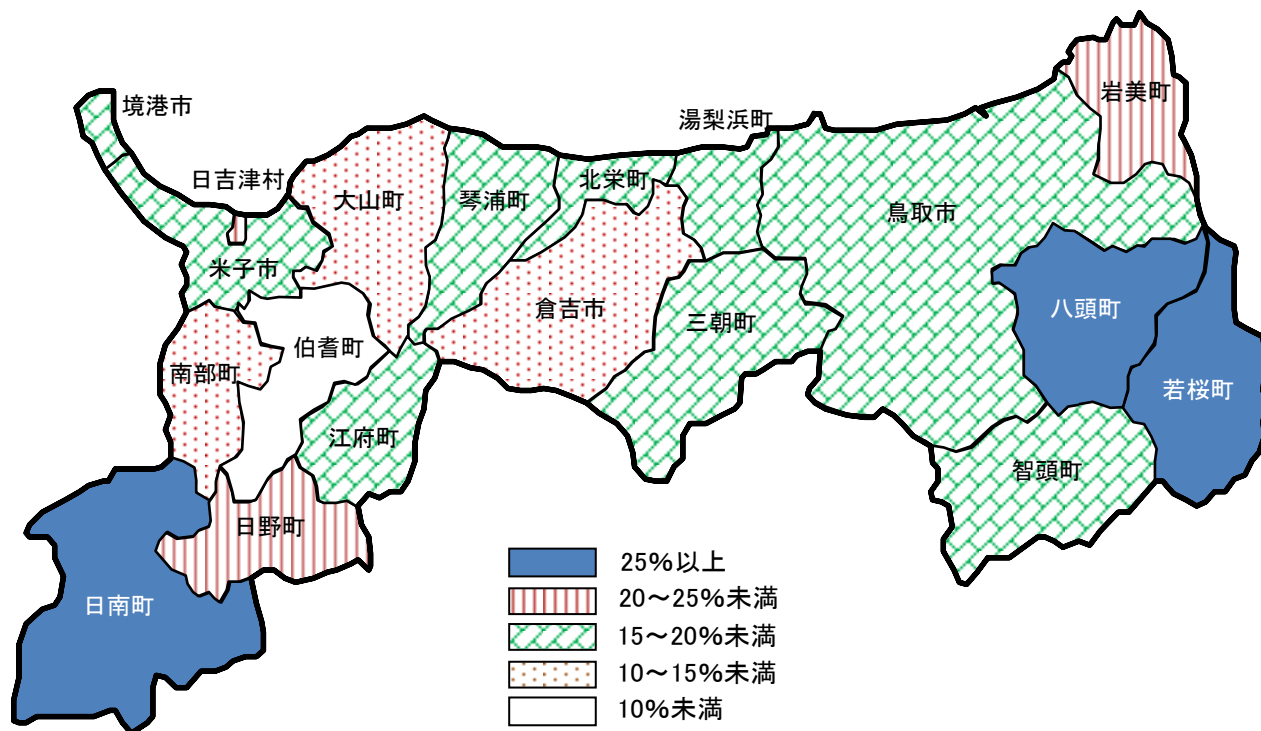 境港市
岩美町
湯梨浜町
日吉津村
北栄町
大山町
琴浦町
鳥取市
米子市
倉吉市
八頭町
三朝町
伯耆町
南部町
若桜町
江府町
智頭町
日野町
日南町
25%以上
20～25%未満
15～20%未満
10～15%未満
10%未満